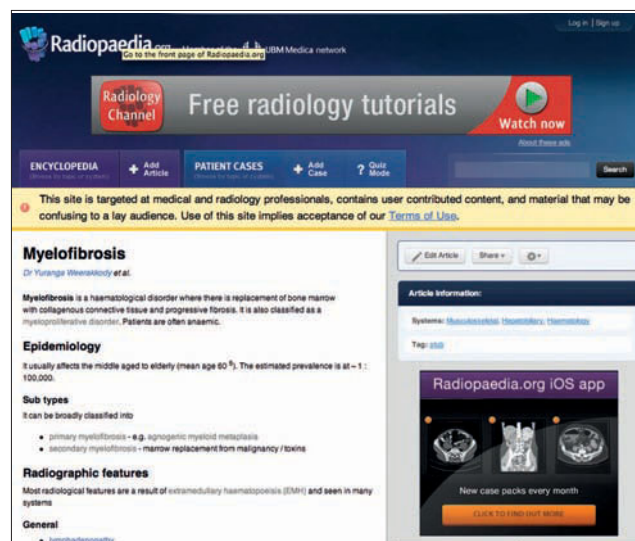 Log in | Sign up
Radiopaedia.org
Go to the front page of Radiopaedia.org
UBM Medica network
Radiology Channel
Free radiology tutorials
Watch now
About these ads
ENCYCLOPEDIA
+ Add Article
PATIENT CASES
+ Add Case
? Quiz Mode
Search
This site is targeted at medical and radiology professionals, contains user contributed content, and material that may be
confusing to a lay audience. Use of this site implies acceptance of our Terms of Use.
Myelofibrosis
Dr Yuranga Weerakkody et al.
Edit Article
Share
Myelofibrosis is a haematological disorder where there is replacement of bone marrow
with collagenous connective tissue and progressive fibrosis. It is also classified as a
myeloproliferative disorder. Patients are often anaemic.
Article Information:
Systems: Musculoskeletal, Hepatobiliary, Haematology
Tag: stub
Epidemiology
It usually affects the middle aged to elderly (mean age 60 6). The estimated prevalence is at ~ 1 :
100,000.
Sub types
It can be broadly classified into
• primary myelofibrosis - e.g. agnogenic myeloid metaplasia
• secondary myelofibrosis - marrow replacement from malignancy / toxins
Radiographic features
Most radiological features are a result of extramedullary haematopoeisis (EMH) and seen in many
systems
General
• lymphadenopathy
Radiopaedia.org iOS app
New case packs every month
CLICK TO FIND OUT MORE